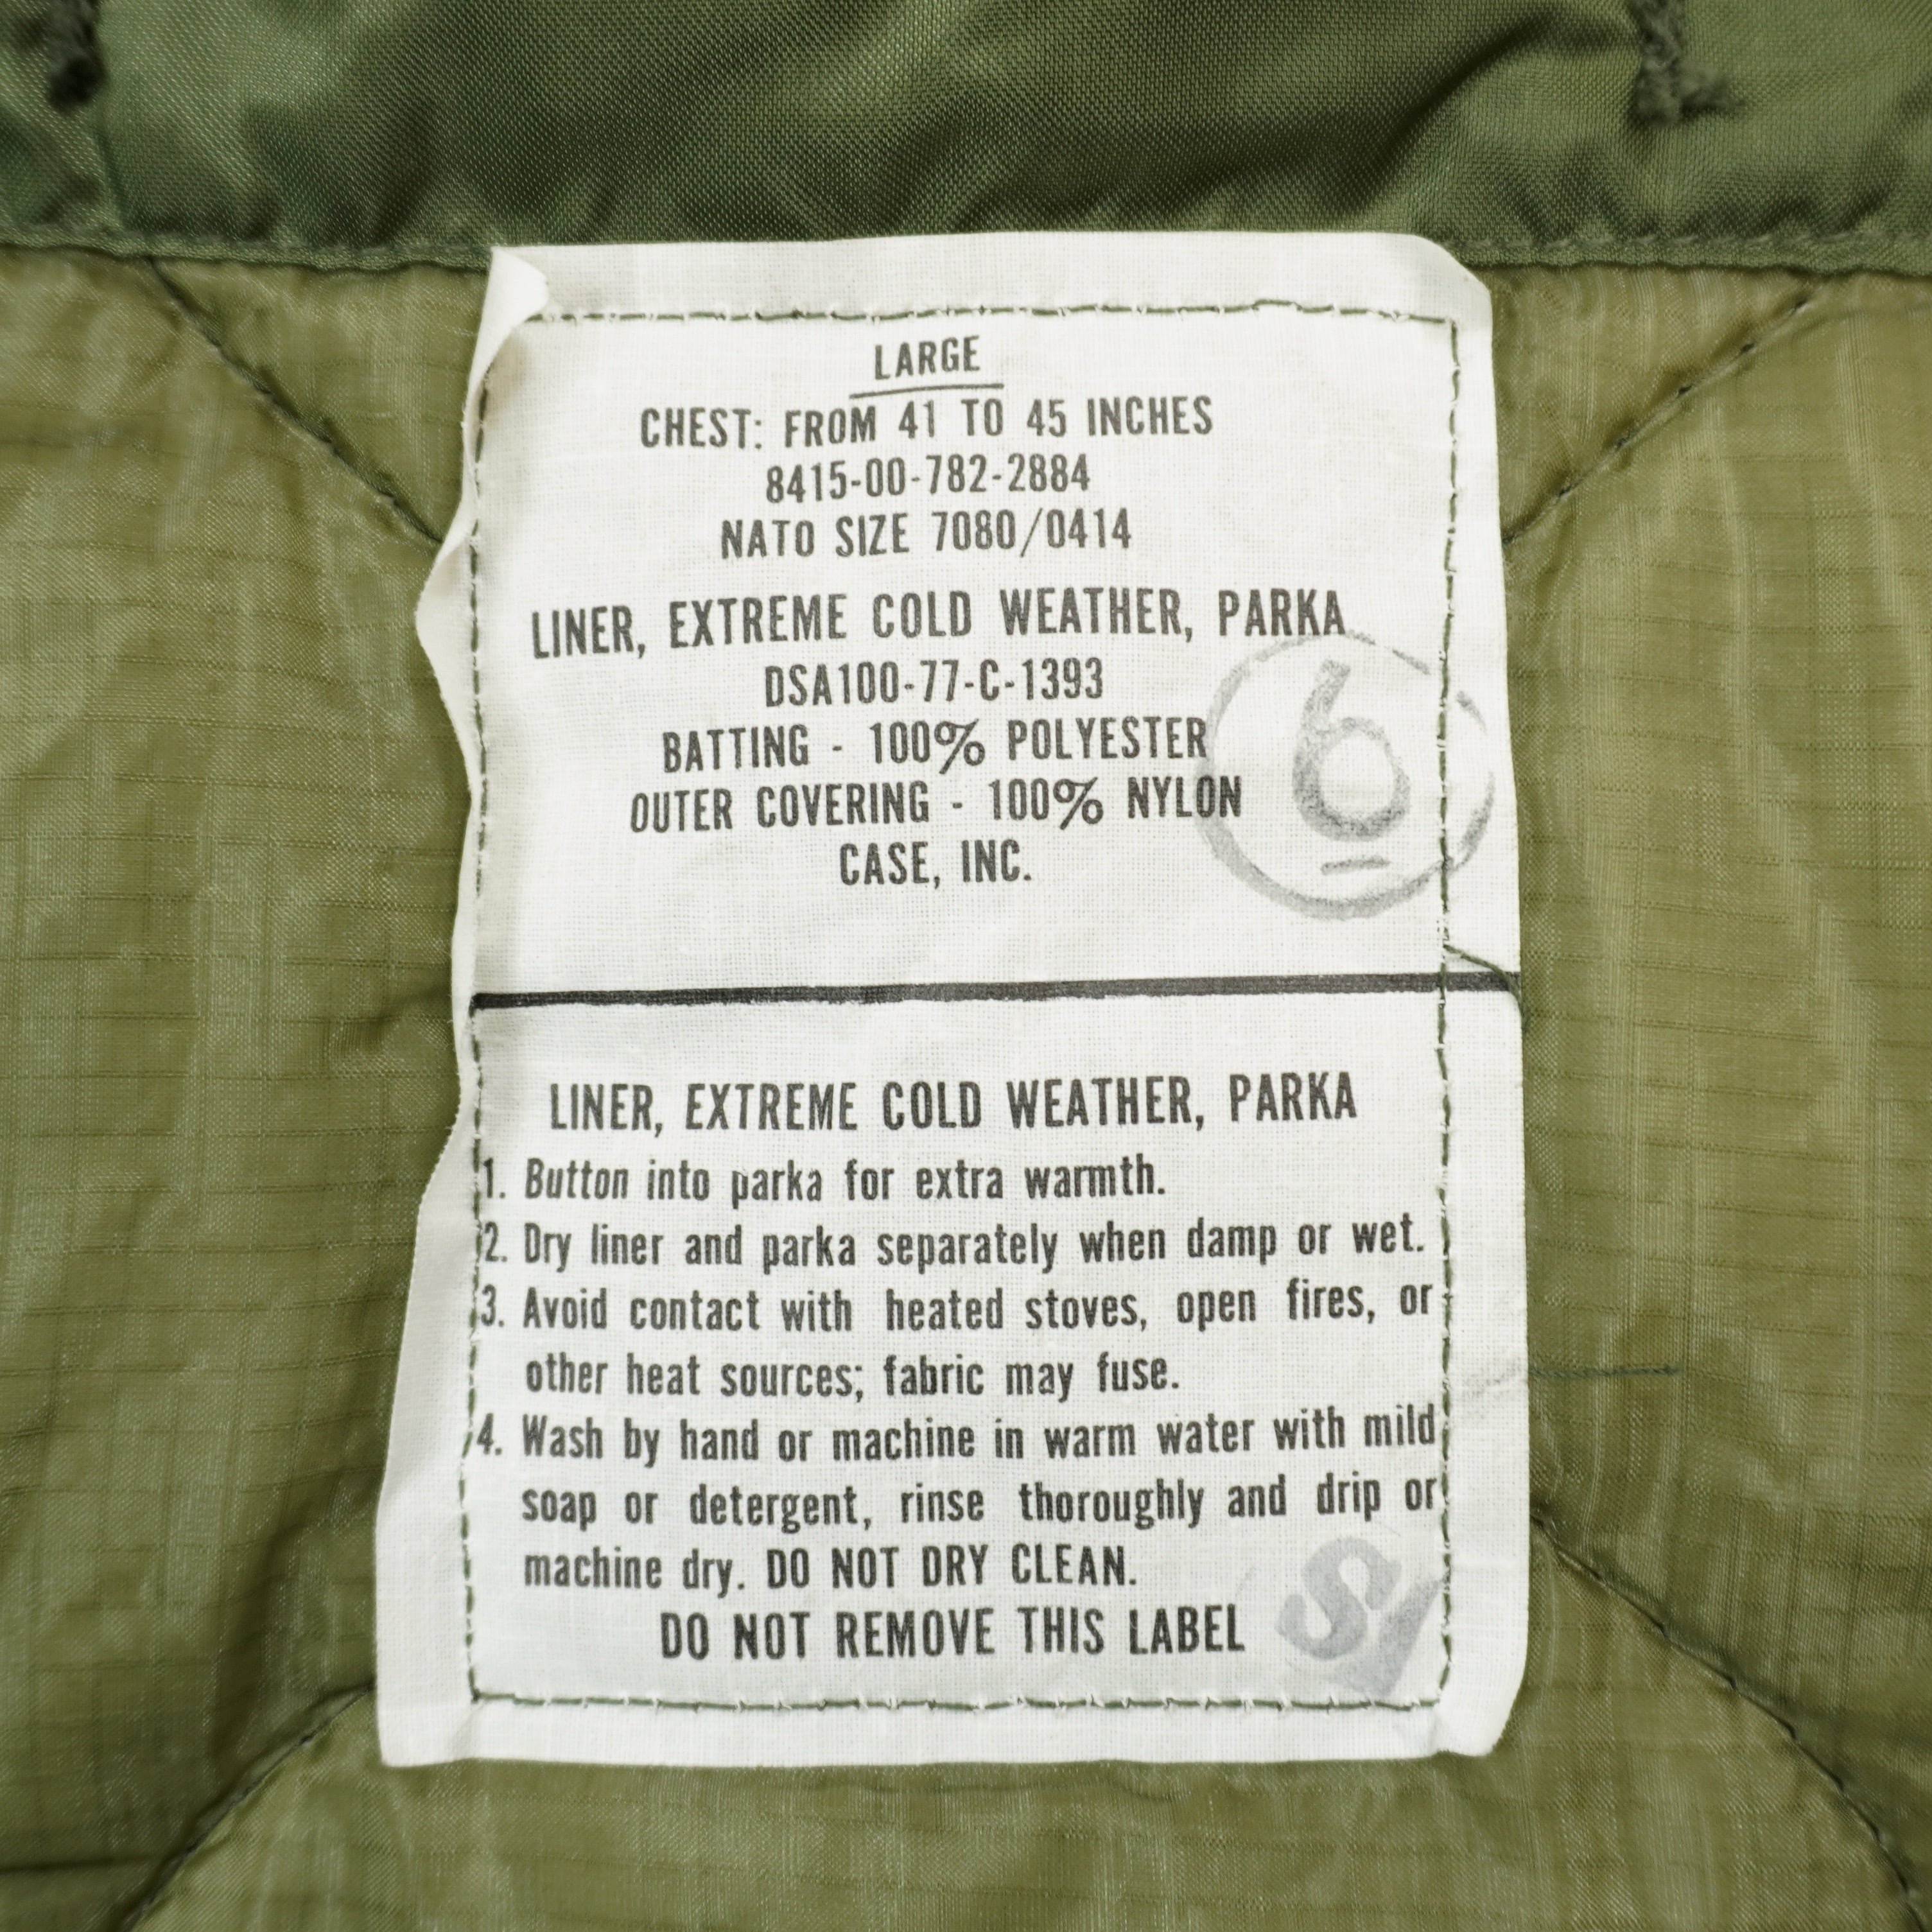 LARGE
CHEST: FROM 41 TO 45 INCHES
8415-00-782-2884
NATO SIZE 7080/0414
LINER, EXTREME COLD WEATHER, PARKA
DSA100-77-C-1393
BATTING - 100% POLYESTER
OUTER COVERING - 100% NYLON
CASE, INC.
6
LINER, EXTREME COLD WEATHER, PARKA
1. Button into parka for extra warmth.
2. Dry liner and parka separately when damp or wet.
3. Avoid contact with heated stoves, open fires, or
other heat sources; fabric may fuse.
4. Wash by hand or machine in warm water with mild
soap or detergent, rinse thoroughly and drip or
machine dry. DO NOT DRY CLEAN.
DO NOT REMOVE THIS LABEL